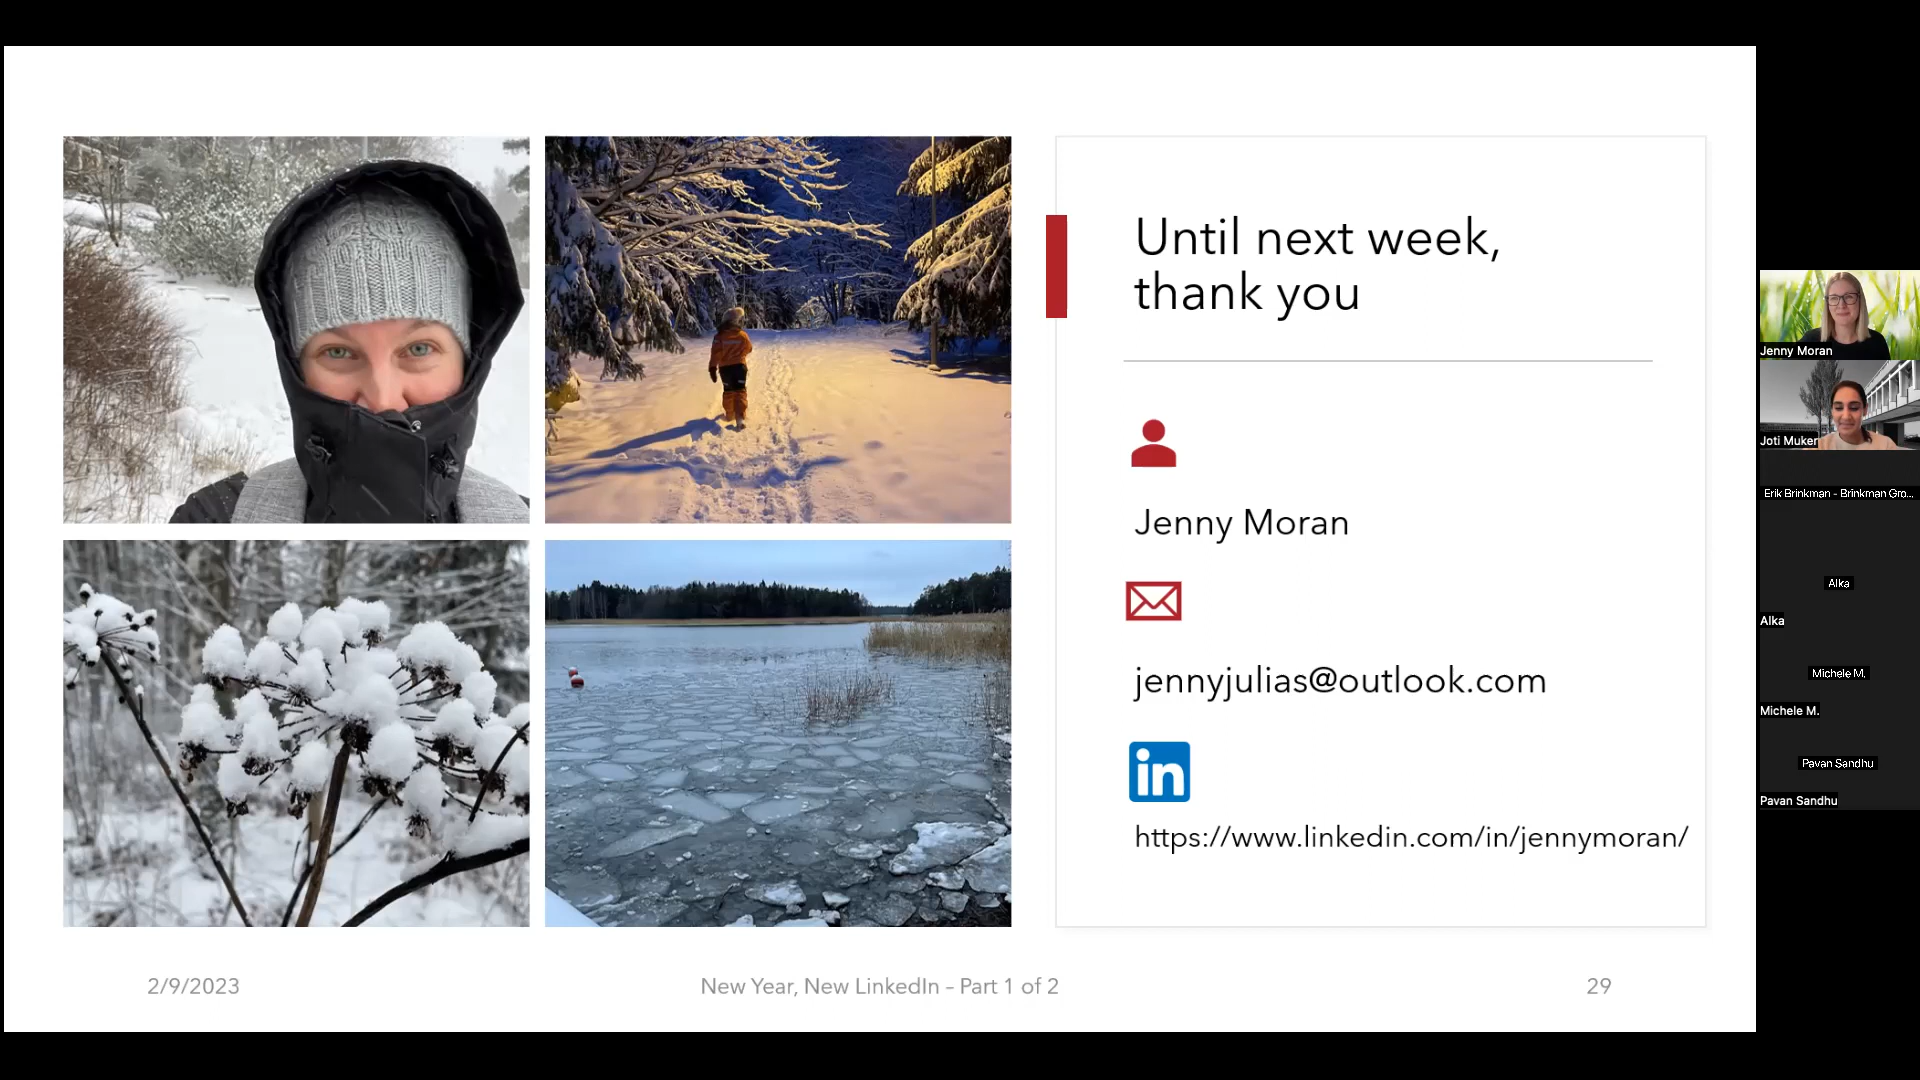 Until next week,
thank you
Jenny Moran
jennyjulias@outlook.com
in
https://www.linkedin.com/in/jennymoran/
2/9/2023
New Year, New LinkedIn – Part 1 of 2
29
Jenny Moran
Joti Muker
Erik Brinkman - Brinkman Gro...
Alka
Alka
Michele M.
Michele M.
Pavan Sandhu
Pavan Sandhu